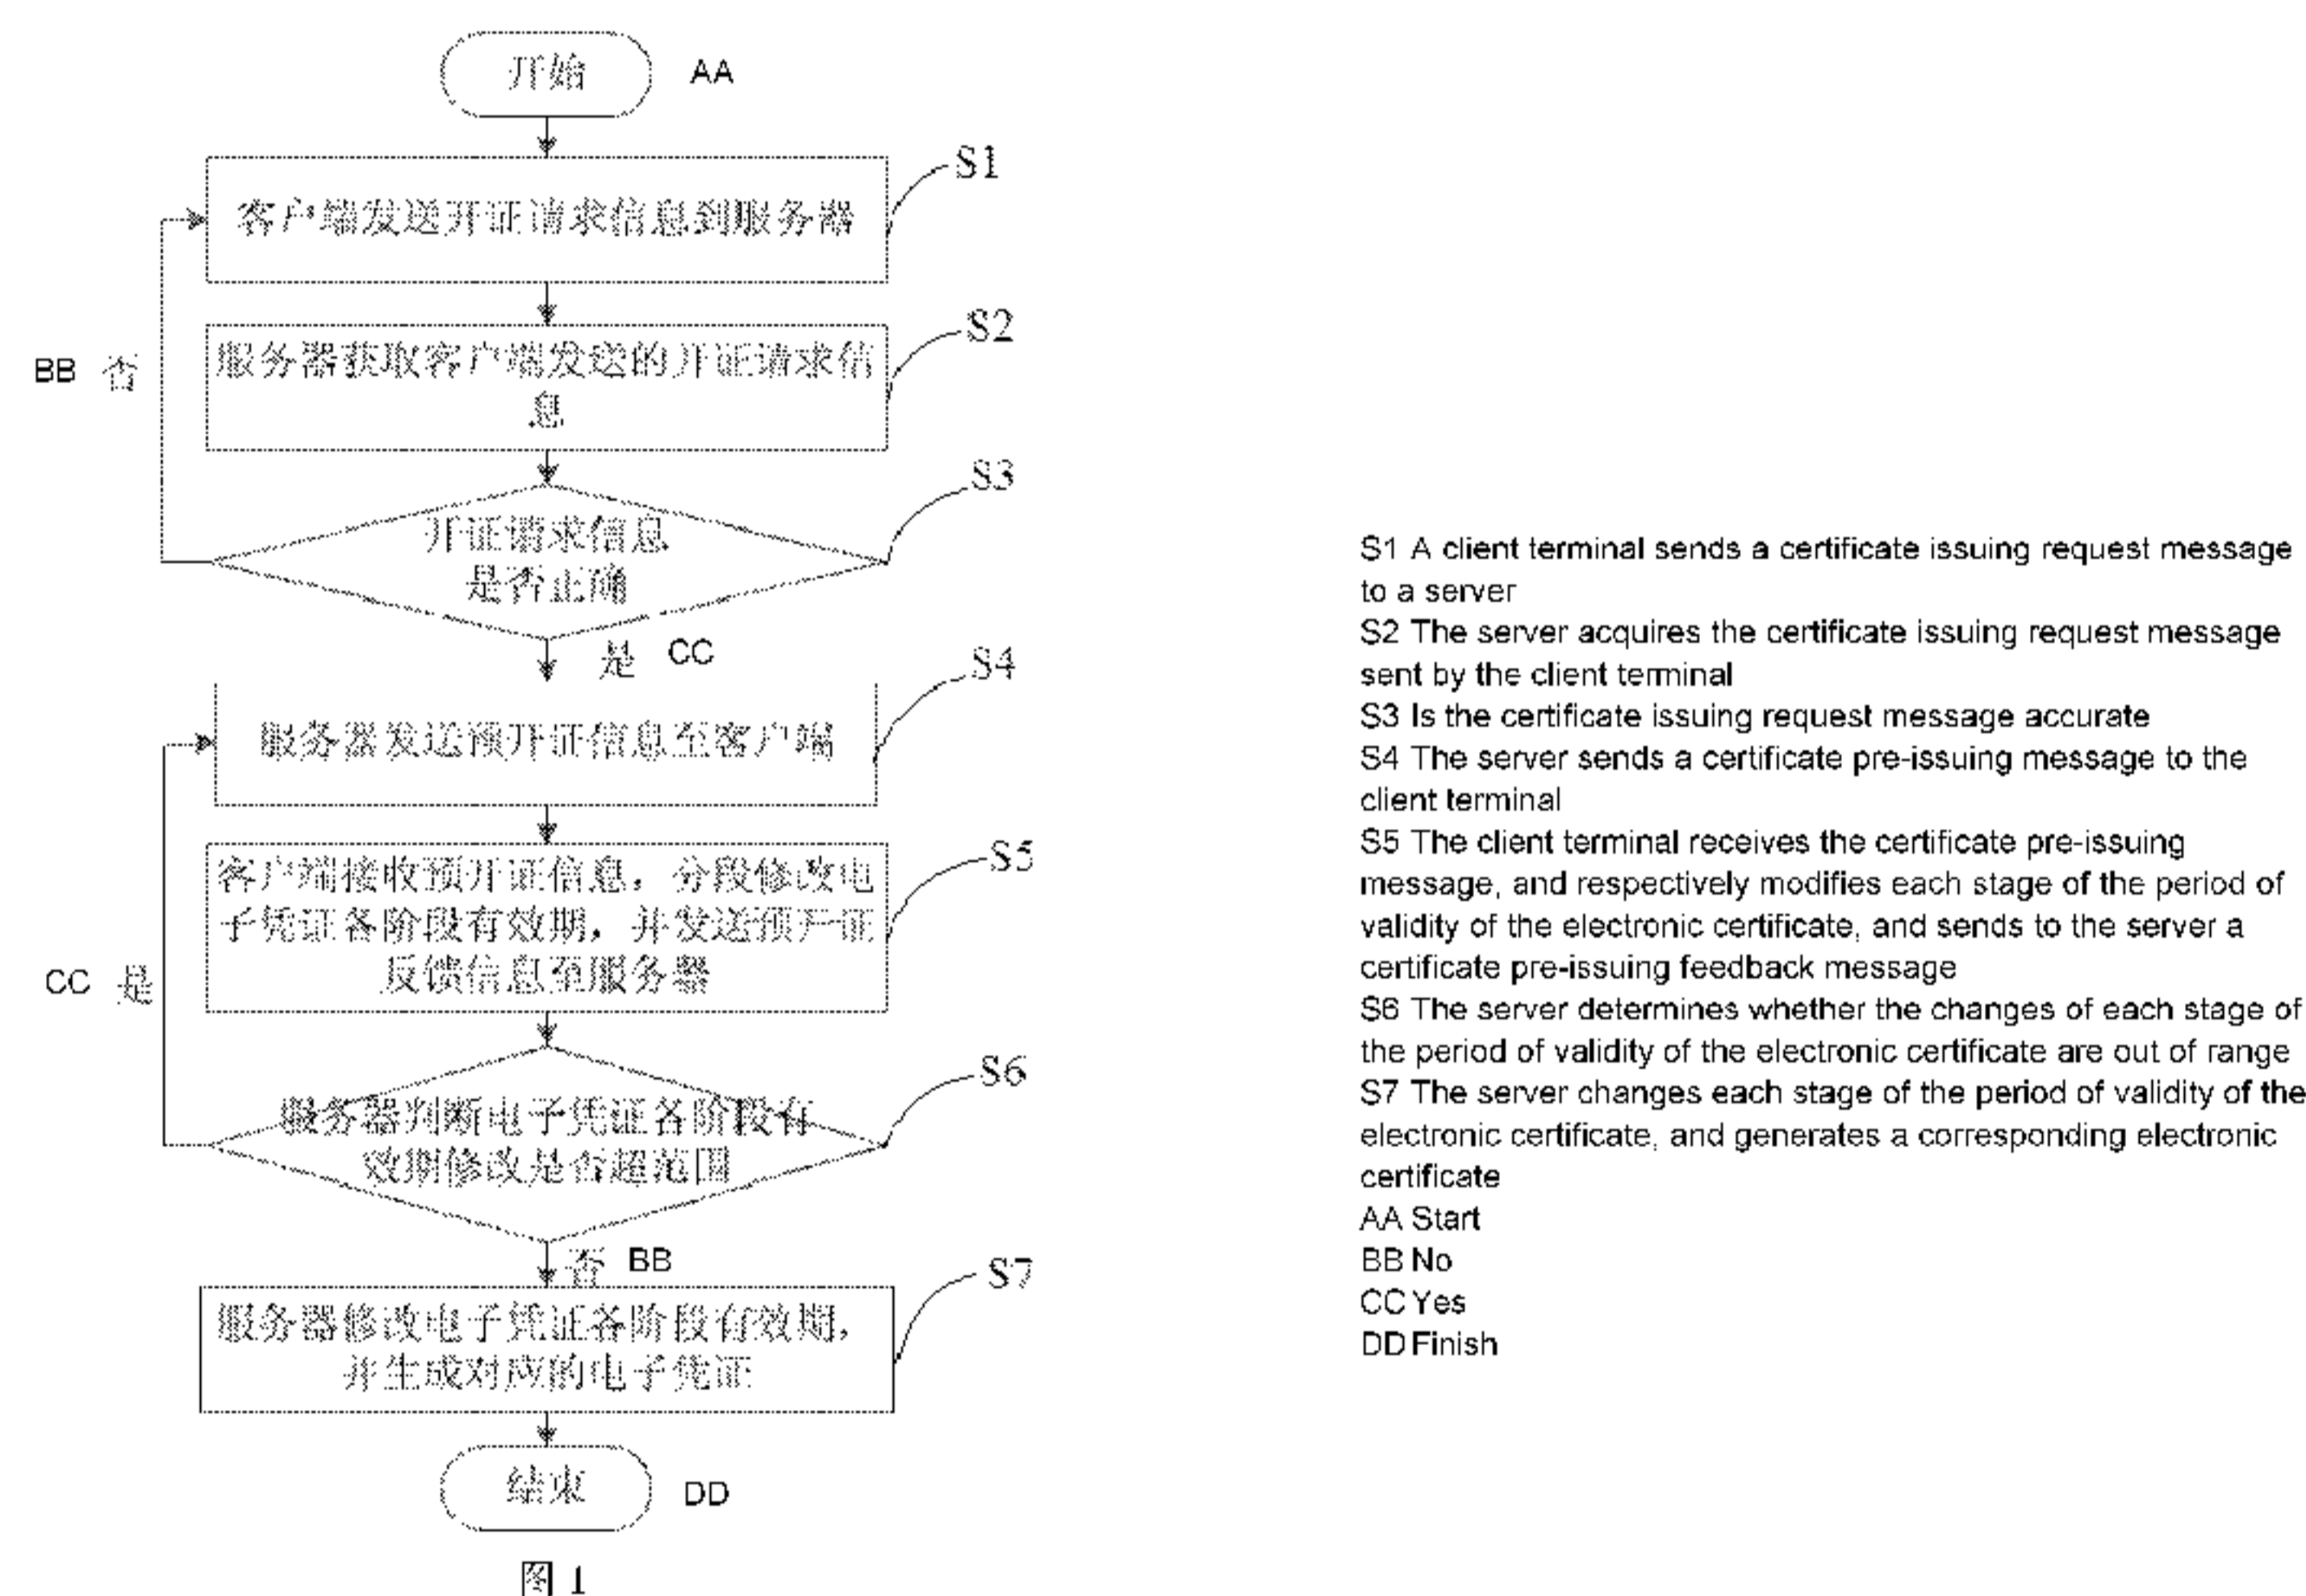 开始 AA
S1
客户端发送开证请求信息到服务器
S2
BB 否
服务器获取客户端发送的开证请求信
息
S3
开证请求信息
是否正确
是 CC
S4
服务器发送预开证信息至客户端
S5
客户端接收预开证信息，分段修改电
子凭证各阶段有效期，并发送预开证
反馈信息至服务器
CC 是
S6
服务器判断电子凭证各阶段有
效期修改是否超范围
否 BB
S7
服务器修改电子凭证各阶段有效期，
并生成对应的电子凭证
结束 DD
图 1
S1 A client terminal sends a certificate issuing request message
to a server
S2 The server acquires the certificate issuing request message
sent by the client terminal
S3 Is the certificate issuing request message accurate
S4 The server sends a certificate pre-issuing message to the
client terminal
S5 The client terminal receives the certificate pre-issuing
message, and respectively modifies each stage of the period of
validity of the electronic certificate, and sends to the server a
certificate pre-issuing feedback message
S6 The server determines whether the changes of each stage of
the period of validity of the electronic certificate are out of range
S7 The server changes each stage of the period of validity of the
electronic certificate, and generates a corresponding electronic
certificate
AA Start
BB No
CC Yes
DD Finish